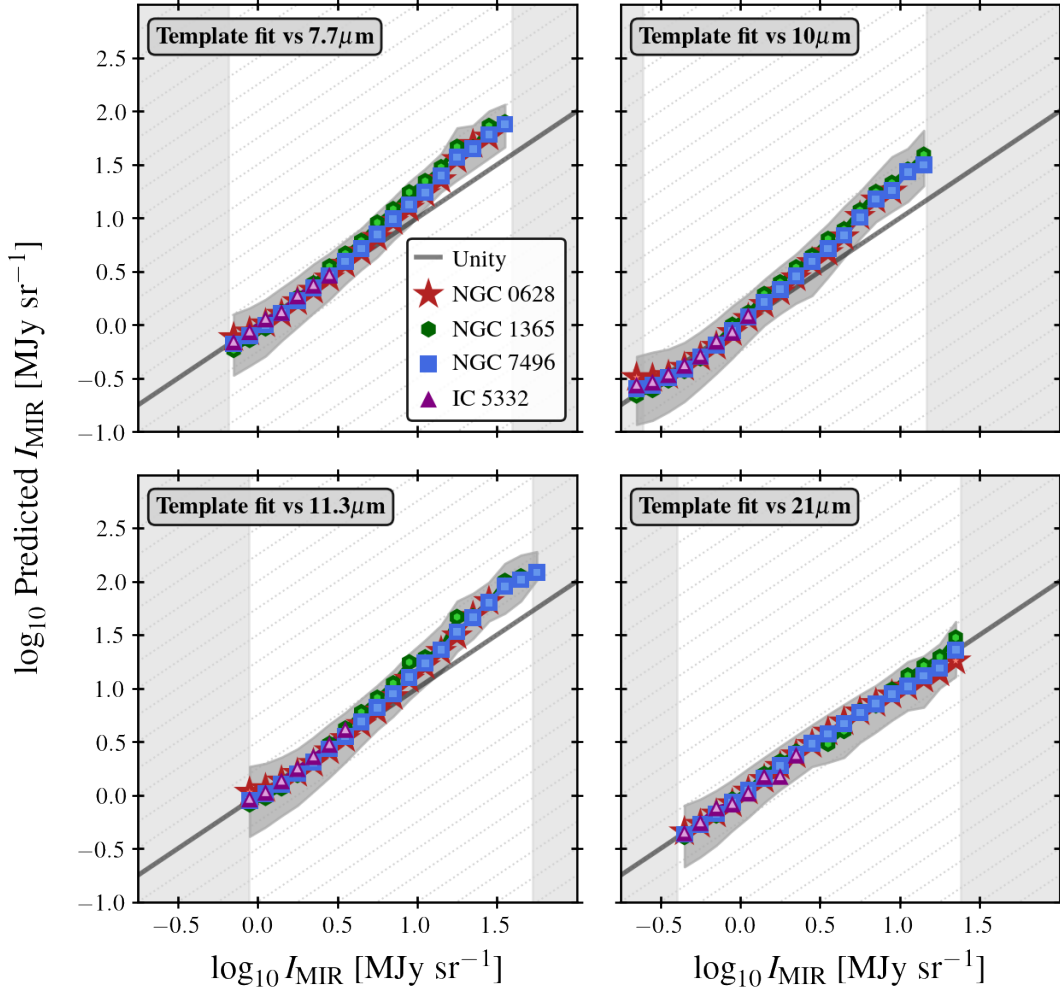 Template fit vs 7.7μm
Template fit vs 10μm
2.5
2.0
1.5
1.0
0.5
0.0
−0.5
−1.0
Unity
NGC 0628
NGC 1365
NGC 7496
IC 5332
log₁₀ Predicted I_MIR [MJy sr⁻¹]
Template fit vs 11.3μm
Template fit vs 21μm
2.5
2.0
1.5
1.0
0.5
0.0
−0.5
−1.0
−0.5 0.0 0.5 1.0 1.5
−0.5 0.0 0.5 1.0 1.5
log₁₀ I_MIR [MJy sr⁻¹]
log₁₀ I_MIR [MJy sr⁻¹]